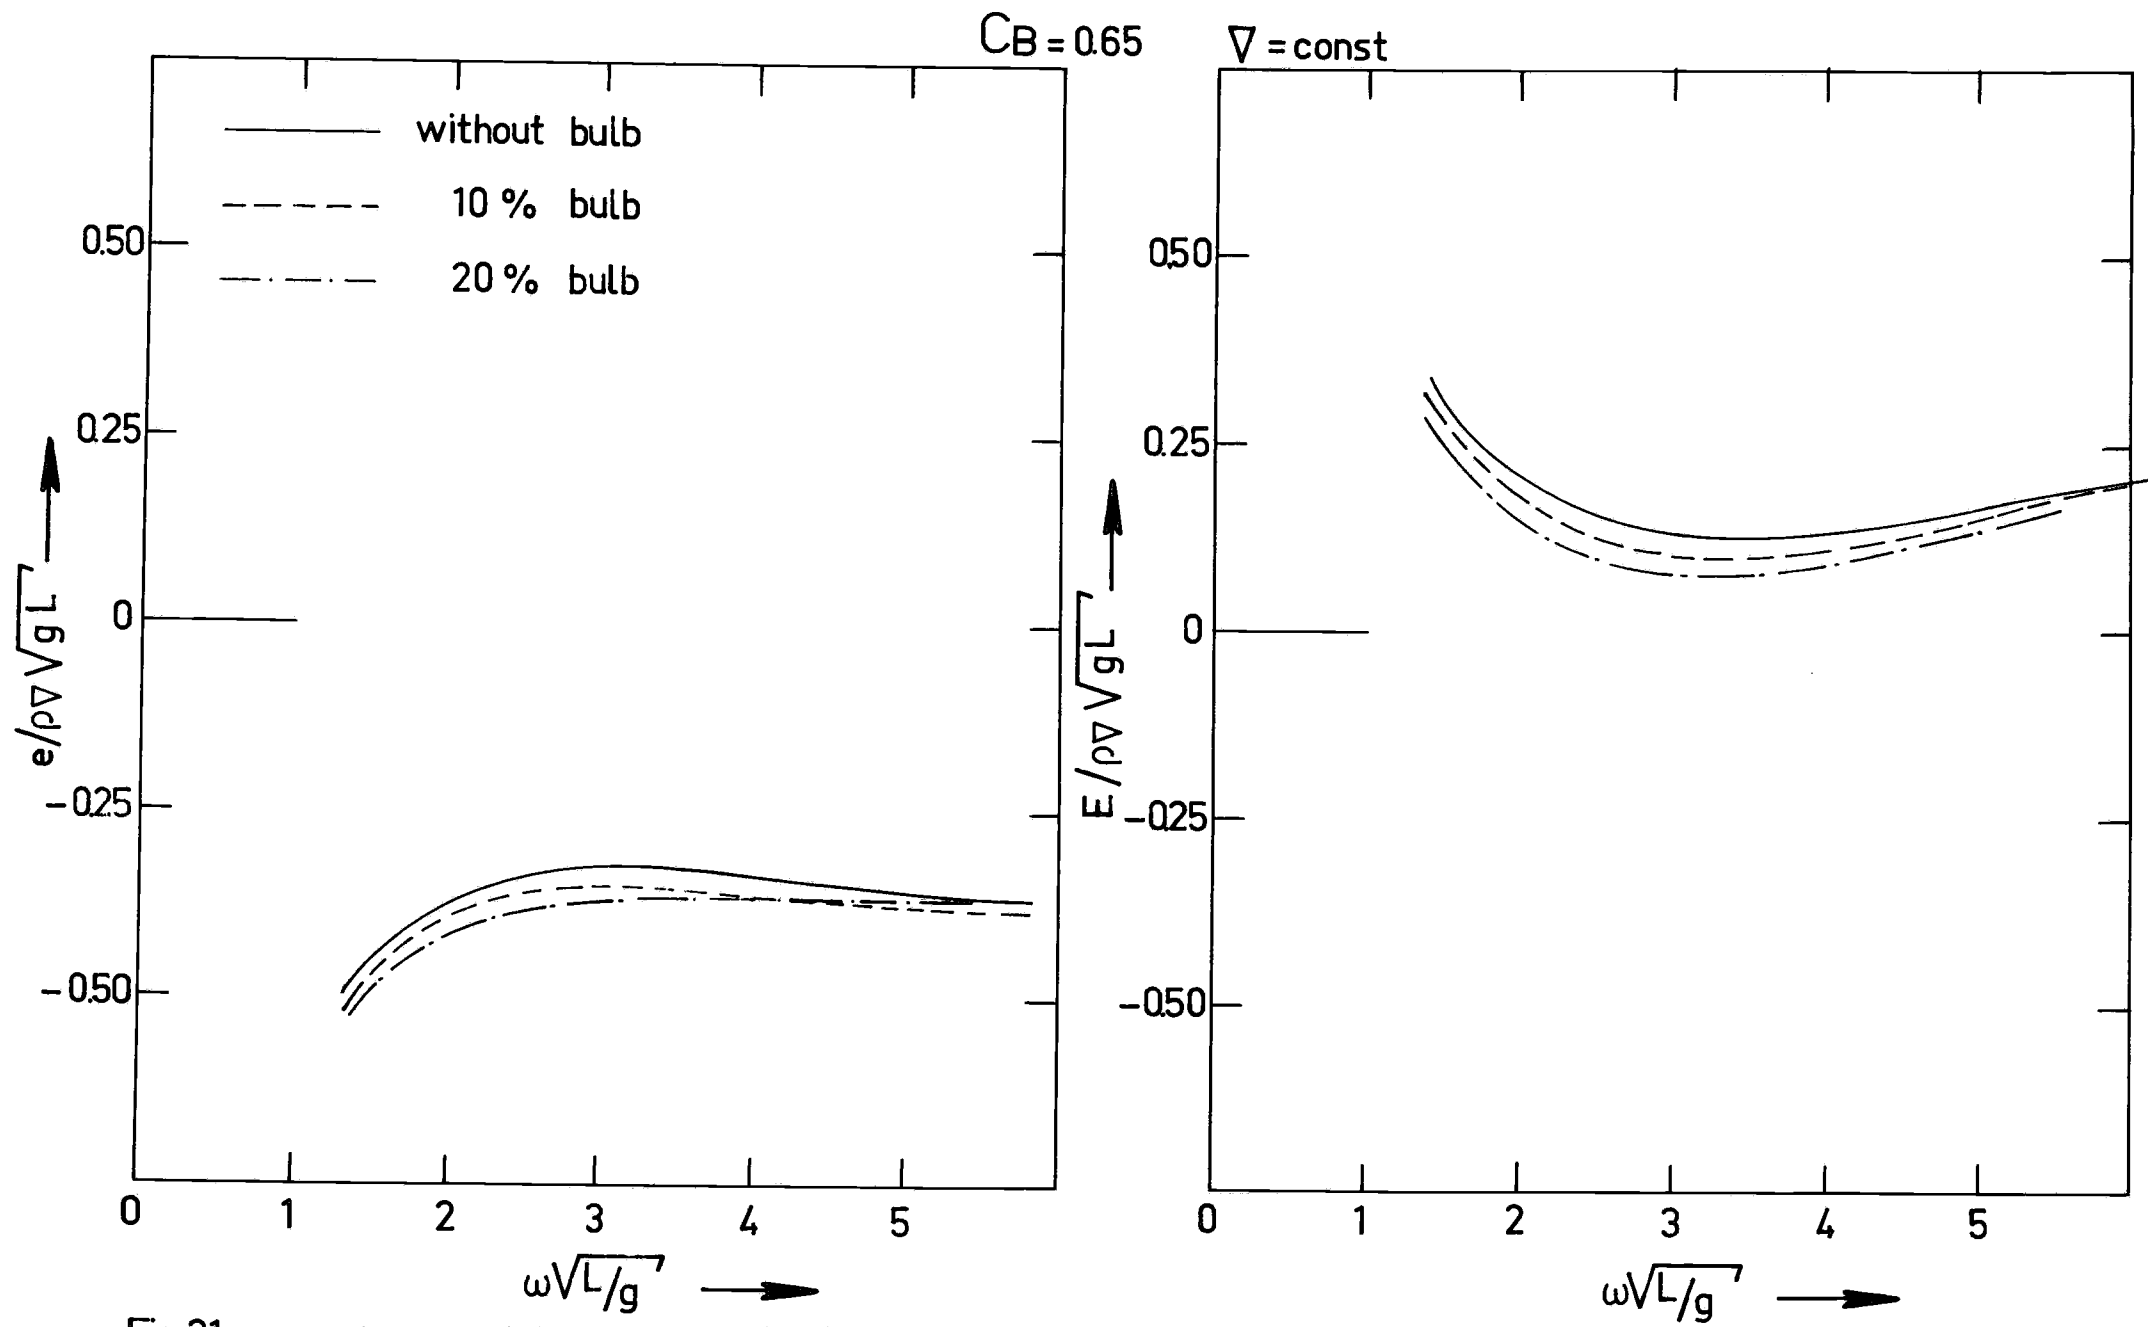 CB = 0.65 ∇ = const
without bulb
10 % bulb
20 % bulb
0.50
0.25
0
-0.25
-0.50
e/ρ∇√gL
0 1 2 3 4 5
ω√L/g
0.50
0.25
0
-0.25
-0.50
E/ρ∇√gL
0 1 2 3 4 5
ω√L/g